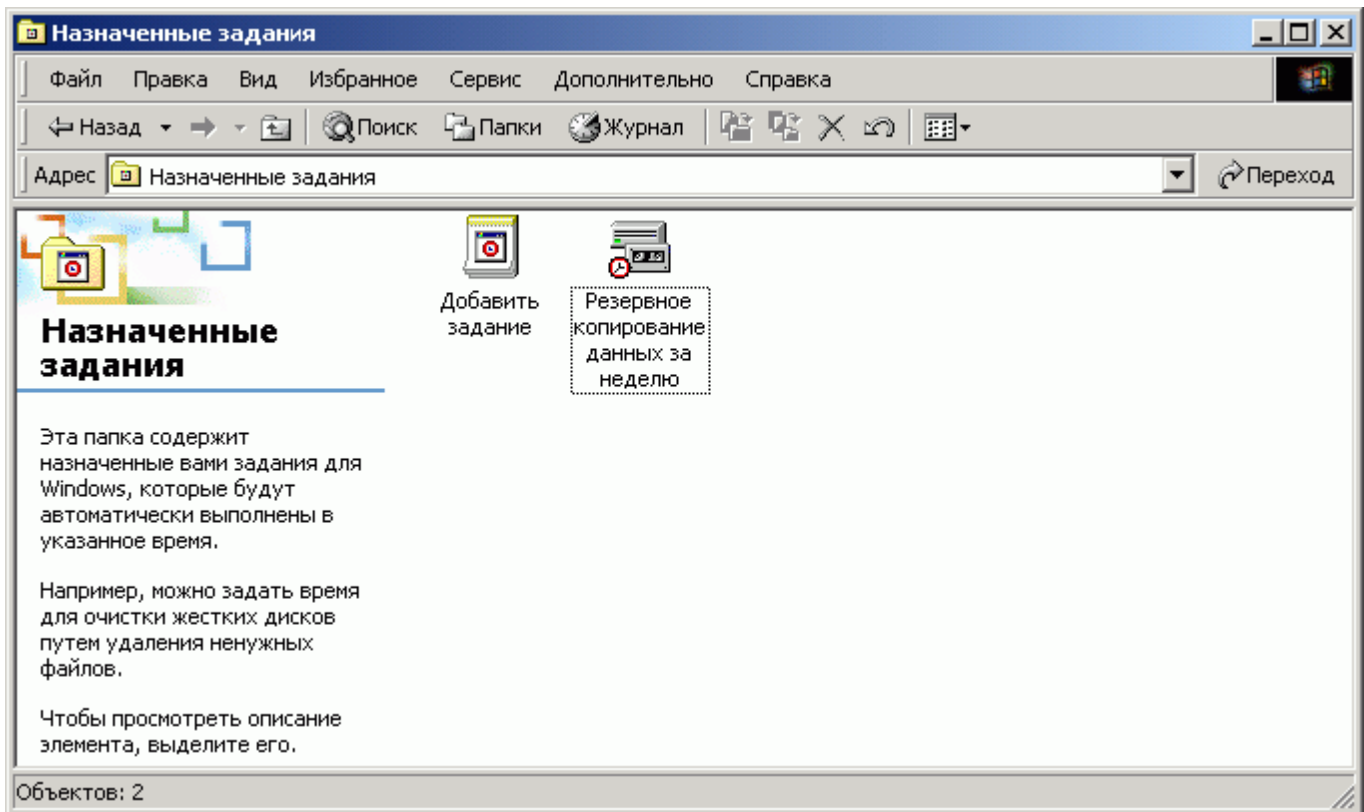 Назначенные задания
Файл Правка Вид Избранное Сервис Дополнительно Справка
Назад Поиск Папки Журнал
Адрес Назначенные задания Переход
Назначенные
задания
Эта папка содержит
назначенные вами задания для
Windows, которые будут
автоматически выполнены в
указанное время.
Например, можно задать время
для очистки жестких дисков
путем удаления ненужных
файлов.
Чтобы просмотреть описание
элемента, выделите его.
Добавить
задание
Резервное
копирование
данных за
неделю
Объектов: 2